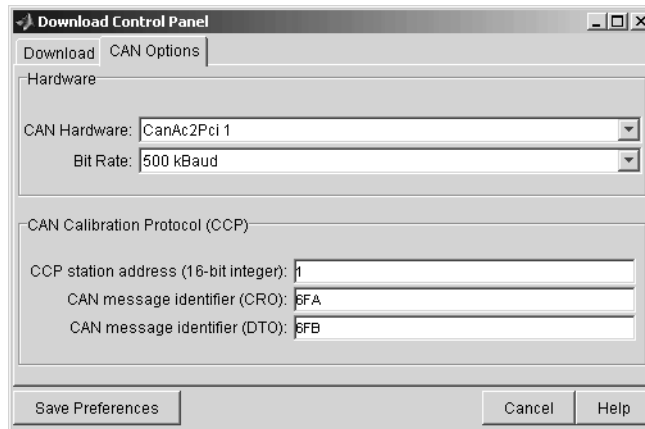 Download Control Panel
Download CAN Options
Hardware
CAN Hardware: CanAc2Pci 1
Bit Rate: 500 kBaud
CAN Calibration Protocol (CCP)
CCP station address (16-bit integer): 1
CAN message identifier (CRO): 6FA
CAN message identifier (DTO): 6FB
Save Preferences Cancel Help